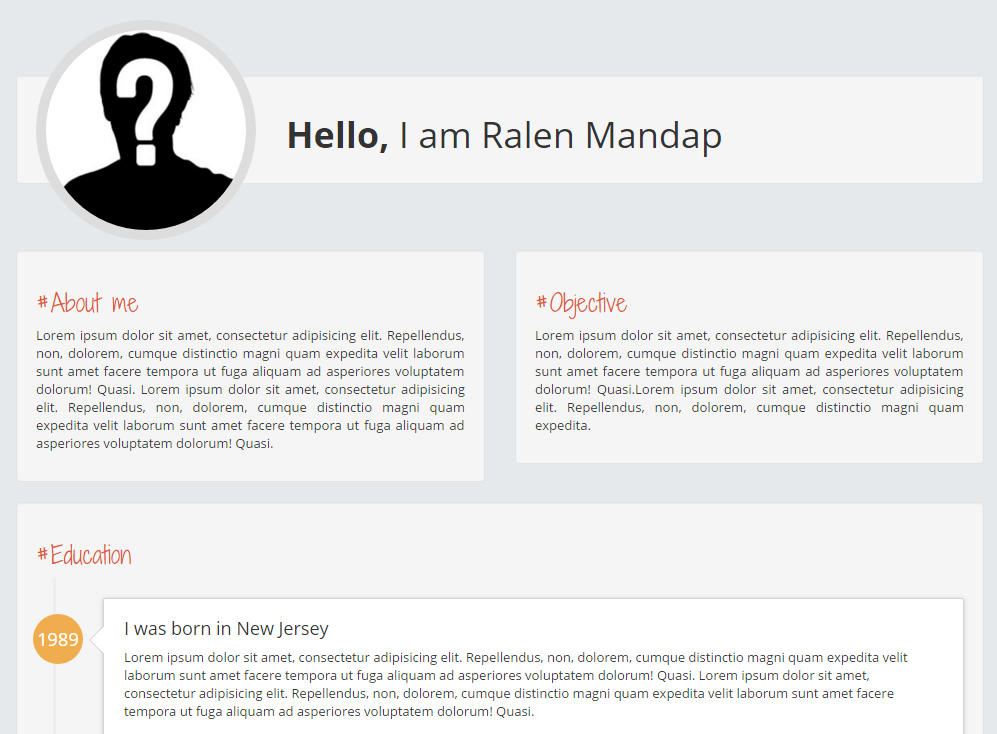 ?
Hello, I am Ralen Mandap
#About me
Lorem ipsum dolor sit amet, consectetur adipisicing elit. Repellendus,
non, dolorem, cumque distinctio magni quam expedita velit laborum
sunt amet facere tempora ut fuga aliquam ad asperiores voluptatem
dolorum! Quasi. Lorem ipsum dolor sit amet, consectetur adipisicing
elit. Repellendus, non, dolorem, cumque distinctio magni quam
expedita velit laborum sunt amet facere tempora ut fuga aliquam ad
asperiores voluptatem dolorum! Quasi.
#Objective
Lorem ipsum dolor sit amet, consectetur adipisicing elit. Repellendus,
non, dolorem, cumque distinctio magni quam expedita velit laborum
sunt amet facere tempora ut fuga aliquam ad asperiores voluptatem
dolorum! Quasi.Lorem ipsum dolor sit amet, consectetur adipisicing
elit. Repellendus, non, dolorem, cumque distinctio magni quam
expedita.
#Education
1989
I was born in New Jersey
Lorem ipsum dolor sit amet, consectetur adipisicing elit. Repellendus, non, dolorem, cumque distinctio magni quam expedita velit
laborum sunt amet facere tempora ut fuga aliquam ad asperiores voluptatem dolorum! Quasi. Lorem ipsum dolor sit amet,
consectetur adipisicing elit. Repellendus, non, dolorem, cumque distinctio magni quam expedita velit laborum sunt amet facere
tempora ut fuga aliquam ad asperiores voluptatem dolorum! Quasi.